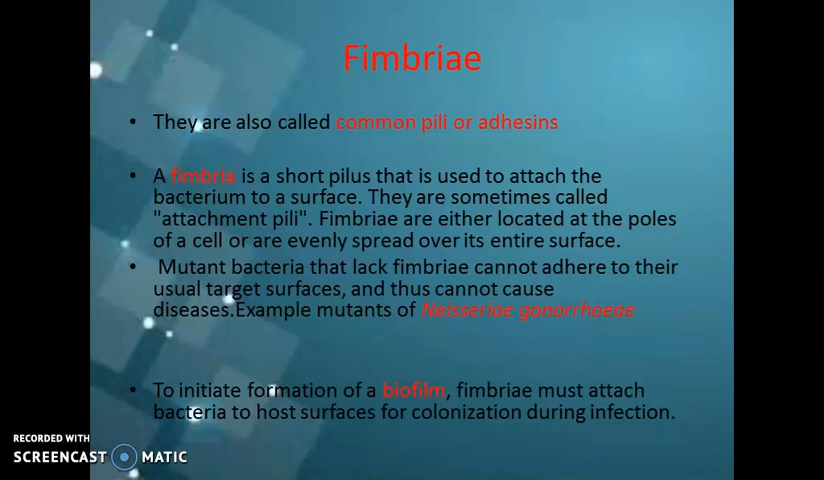 Fimbriae
• They are also called common pili or adhesins
• A fimbria is a short pilus that is used to attach the
bacterium to a surface. They are sometimes called
"attachment pili". Fimbriae are either located at the poles
of a cell or are evenly spread over its entire surface.
• Mutant bacteria that lack fimbriae cannot adhere to their
usual target surfaces, and thus cannot cause
diseases.Example mutants of Neisseriae gonorrhoeae
• To initiate formation of a biofilm, fimbriae must attach
bacteria to host surfaces for colonization during infection.
RECORDED WITH
SCREENCAST MATIC